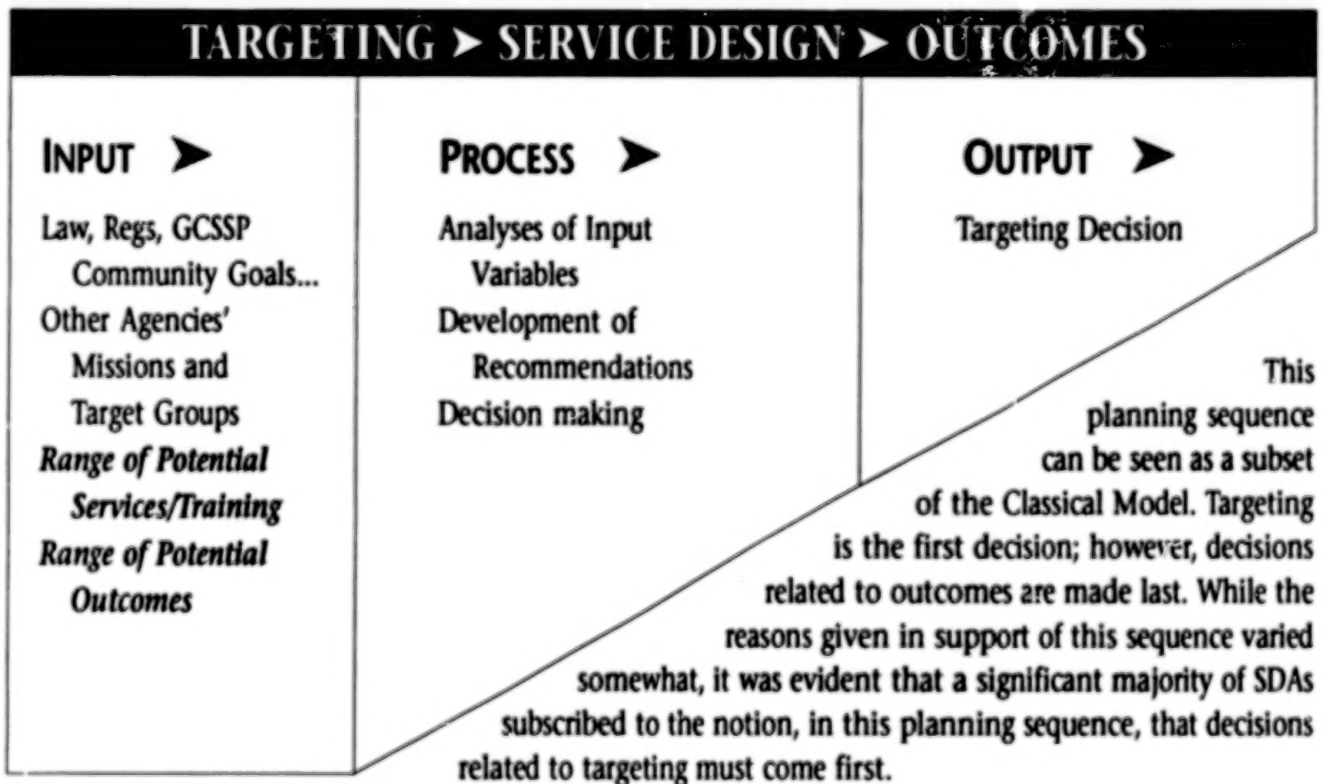 TARGETING ➤ SERVICE DESIGN ➤ OUTCOMES
INPUT ➤
Law, Regs, GCSSP
Community Goals...
Other Agencies'
Missions and
Target Groups
Range of Potential
Services/Training
Range of Potential
Outcomes
PROCESS ➤
Analyses of Input
Variables
Development of
Recommendations
Decision making
OUTPUT ➤
Targeting Decision
This
planning sequence
can be seen as a subset
of the Classical Model. Targeting
is the first decision; however, decisions
related to outcomes are made last. While the
reasons given in support of this sequence varied
somewhat, it was evident that a significant majority of SDAs
subscribed to the notion, in this planning sequence, that decisions
related to targeting must come first.